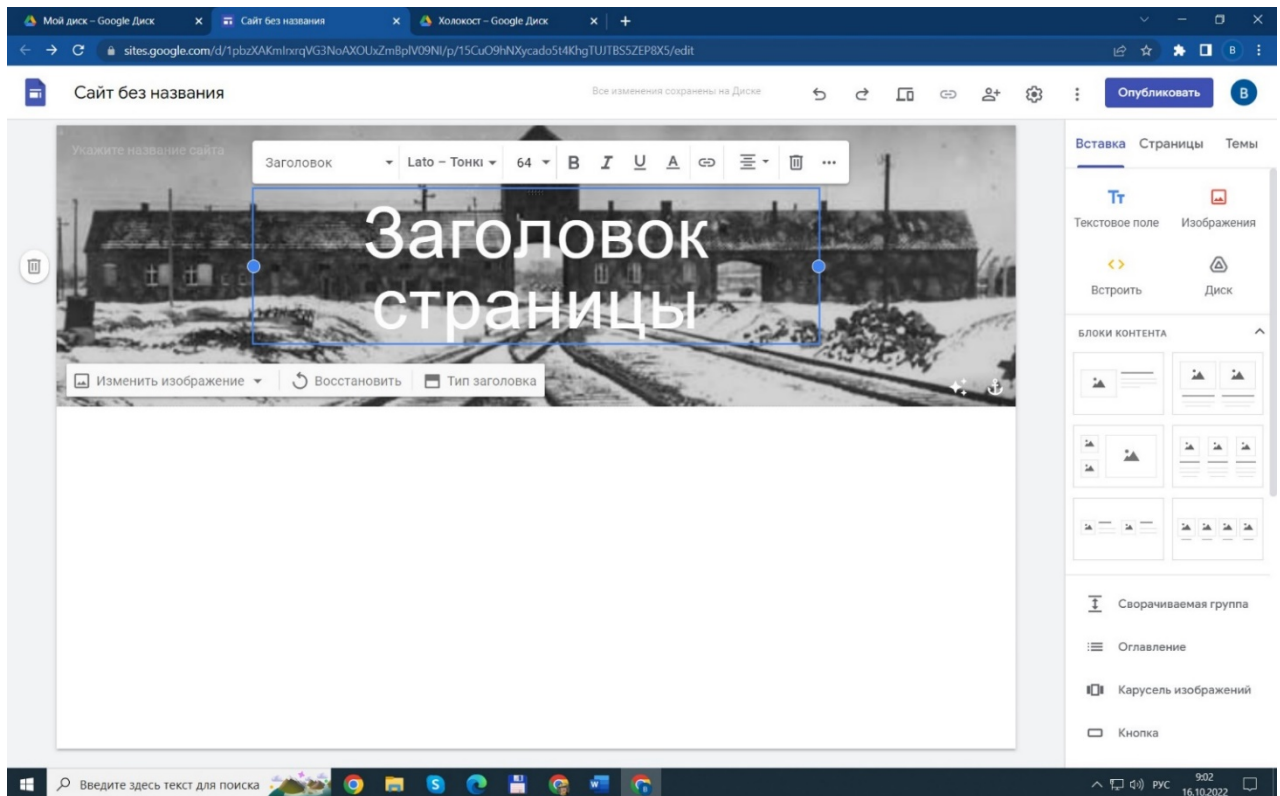 Мой диск – Google Диск
Сайт без названия
Холокост – Google Диск
sites.google.com/d/1pbzXAKmIrxrqVG3NoAXOUxZmBplV09Nl/p/15CuO9hNXycado5t4KhgTUJTBS5ZEP8X5/edit
B
Сайт без названия
Все изменения сохранены на Диске
Опубликовать
B
Укажите название сайта
Заголовок
Lato – Тонкі
64
B I U A
Заголовок
страницы
Изменить изображение
Восстановить
Тип заголовка
Вставка Страницы Темы
Тт
Текстовое поле
Изображения
Встроить
Диск
БЛОКИ КОНТЕНТА
Сворачиваемая группа
Оглавление
Карусель изображений
Кнопка
Введите здесь текст для поиска
РУС
9:02
16.10.2022